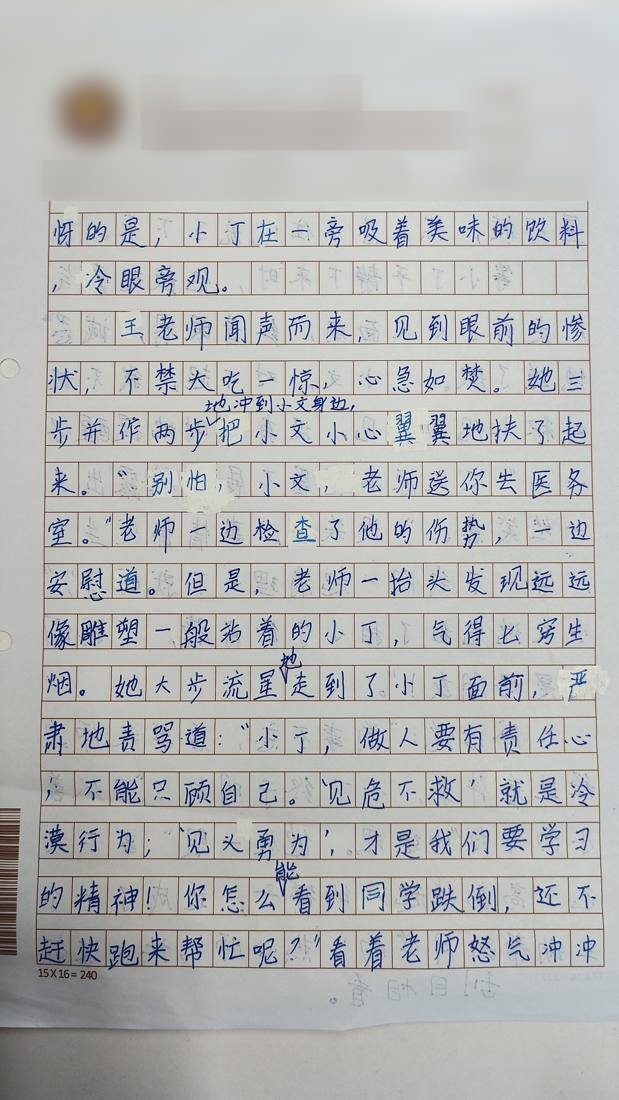 怑的是，小丁在一旁吸着美味的饮料
，冷眼旁观。
王老师闻声而来，见到眼前的惨
状，不禁大吃一惊，心急如焚。她三
地，冲到小文身边，
步并作两步把小文小心翼翼地扶了起
来。“别怕，小文，老师送你去医务
室。”老师一边检查了他的伤势，一边
安慰道。但是，老师一抬头发现远远
像雕塑一般站着的小丁，气得七窍生
地
烟。她大步流星走到了小丁面前，严
肃地责骂道：“小丁，做人要有责任心
，不能只顾自己。‘见危不救’就是冷
漠行为；‘见义勇为’，才是我们要学习
能
的精神！你怎么看到同学跌倒，还不
赶快跑来帮忙呢？”看着老师怒气冲冲
15X16=240
刮目相看。